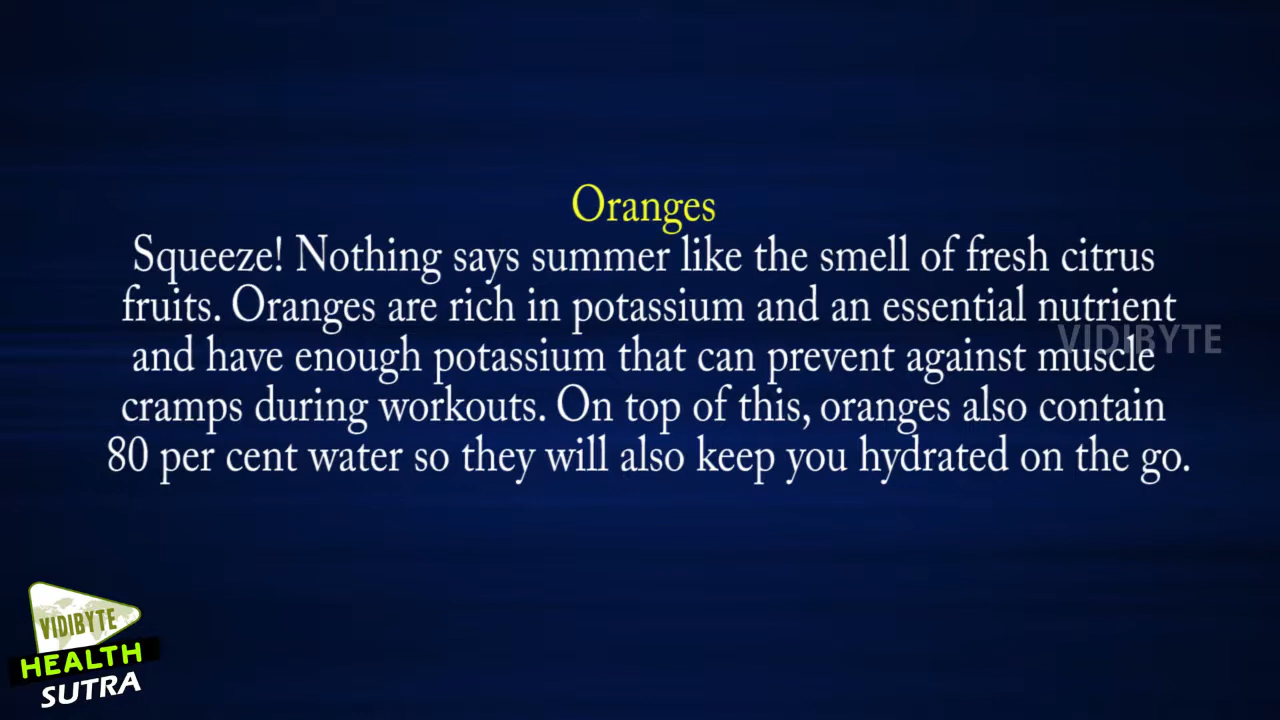 Oranges
Squeeze! Nothing says summer like the smell of fresh citrus
fruits. Oranges are rich in potassium and an essential nutrient
and have enough potassium that can prevent against muscle
cramps during workouts. On top of this, oranges also contain
80 per cent water so they will also keep you hydrated on the go.
VIDIBYTE
VIDIBYTE
HEALTH
SUTRA